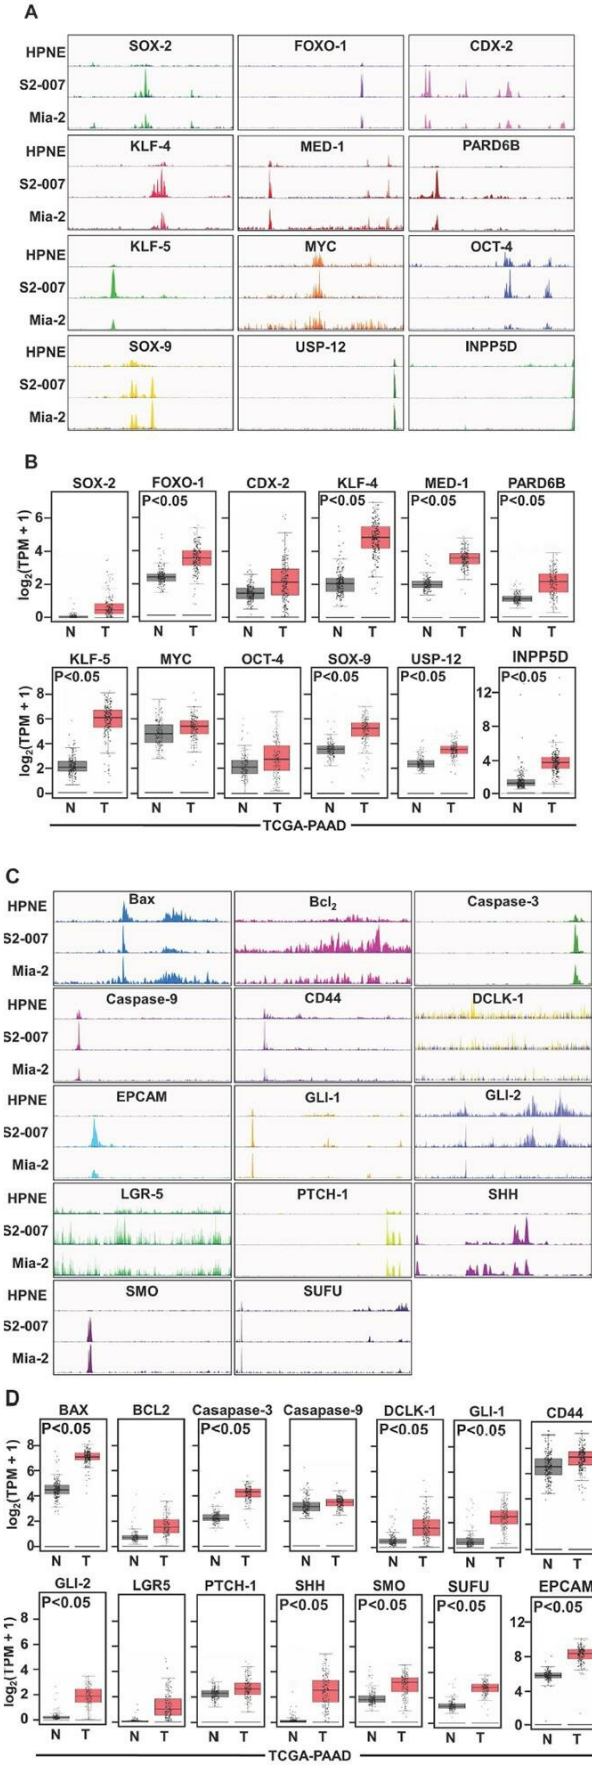 A
SOX-2 FOXO-1 CDX-2
HPNE
S2-007
Mia-2
KLF-4 MED-1 PARD6B
HPNE
S2-007
Mia-2
KLF-5 MYC OCT-4
HPNE
S2-007
Mia-2
SOX-9 USP-12 INPP5D
HPNE
S2-007
Mia-2
B
SOX-2 FOXO-1 CDX-2 KLF-4 MED-1 PARD6B
P<0.05 P<0.05 P<0.05 P<0.05
log2(TPM + 1)
6
4
2
0
N T N T N T N T N T N T
KLF-5 MYC OCT-4 SOX-9 USP-12 INPP5D
P<0.05 P<0.05 P<0.05 P<0.05
log2(TPM + 1)
8
6
4
2
0
12
8
4
0
N T N T N T N T N T N T
TCGA-PAAD
C
Bax Bcl2 Caspase-3
HPNE
S2-007
Mia-2
Caspase-9 CD44 DCLK-1
HPNE
S2-007
Mia-2
EPCAM GLI-1 GLI-2
HPNE
S2-007
Mia-2
LGR-5 PTCH-1 SHH
HPNE
S2-007
Mia-2
SMO SUFU
HPNE
S2-007
Mia-2
D
BAX BCL2 Casapase-3 Casapase-9 DCLK-1 GLI-1 CD44
P<0.05 P<0.05 P<0.05 P<0.05
log2(TPM + 1)
8
6
4
2
0
N T N T N T N T N T N T N T
GLI-2 LGR5 PTCH-1 SHH SMO SUFU EPCAM
P<0.05 P<0.05 P<0.05 P<0.05 P<0.05
log2(TPM + 1)
8
6
4
2
0
12
8
4
0
N T N T N T N T N T N T N T
TCGA-PAAD